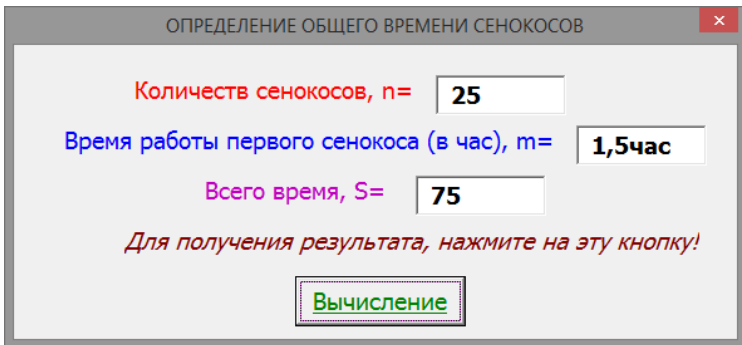 ОПРЕДЕЛЕНИЕ ОБЩЕГО ВРЕМЕНИ СЕНОКОСОВ
Количеств сенокосов, n= 25
Время работы первого сенокоса (в час), m= 1,5час
Всего время, S= 75
Для получения результата, нажмите на эту кнопку!
Вычисление